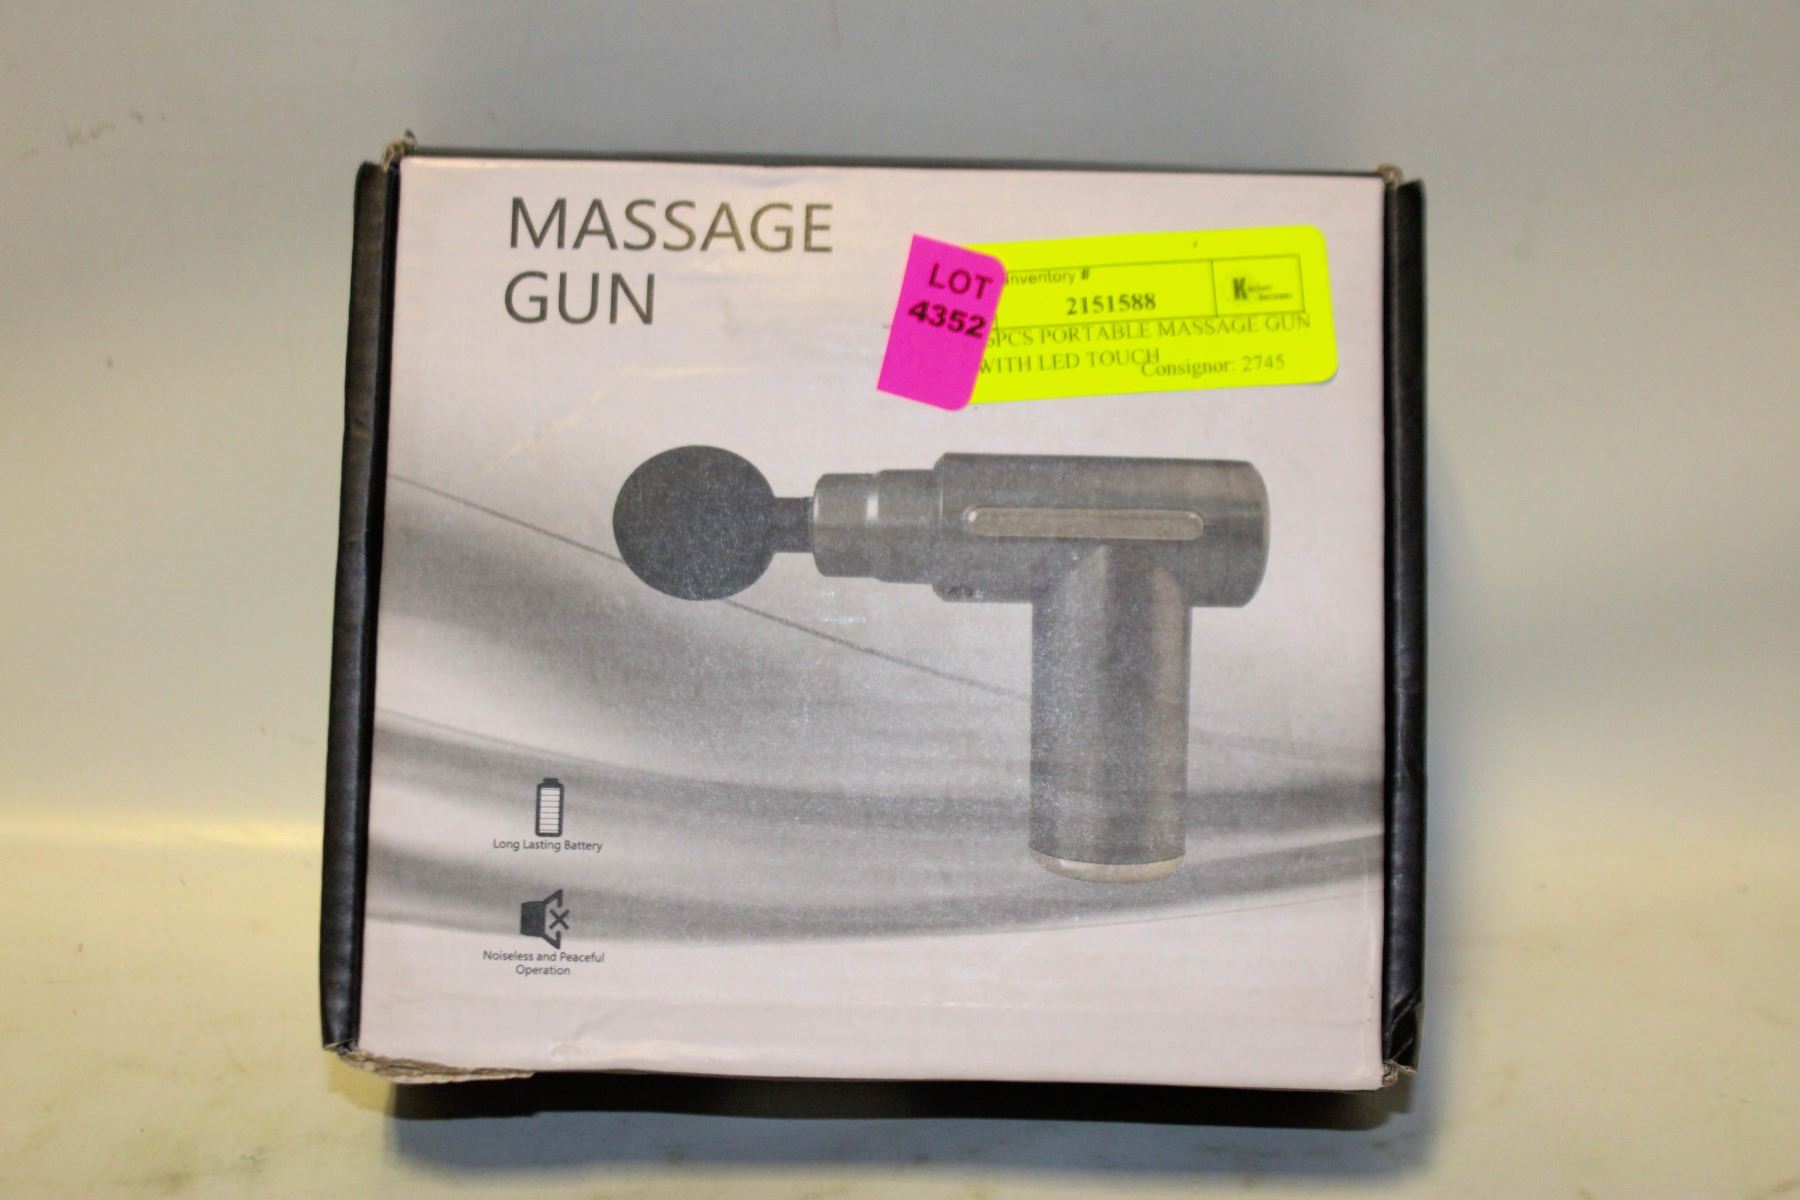 MASSAGE
GUN
LOT
4352
Inventory #
2151588
5PCS PORTABLE MASSAGE GUN
WITH LED TOUCH
Consignor: 2745
Long Lasting Battery
Noiseless and Peaceful
Operation